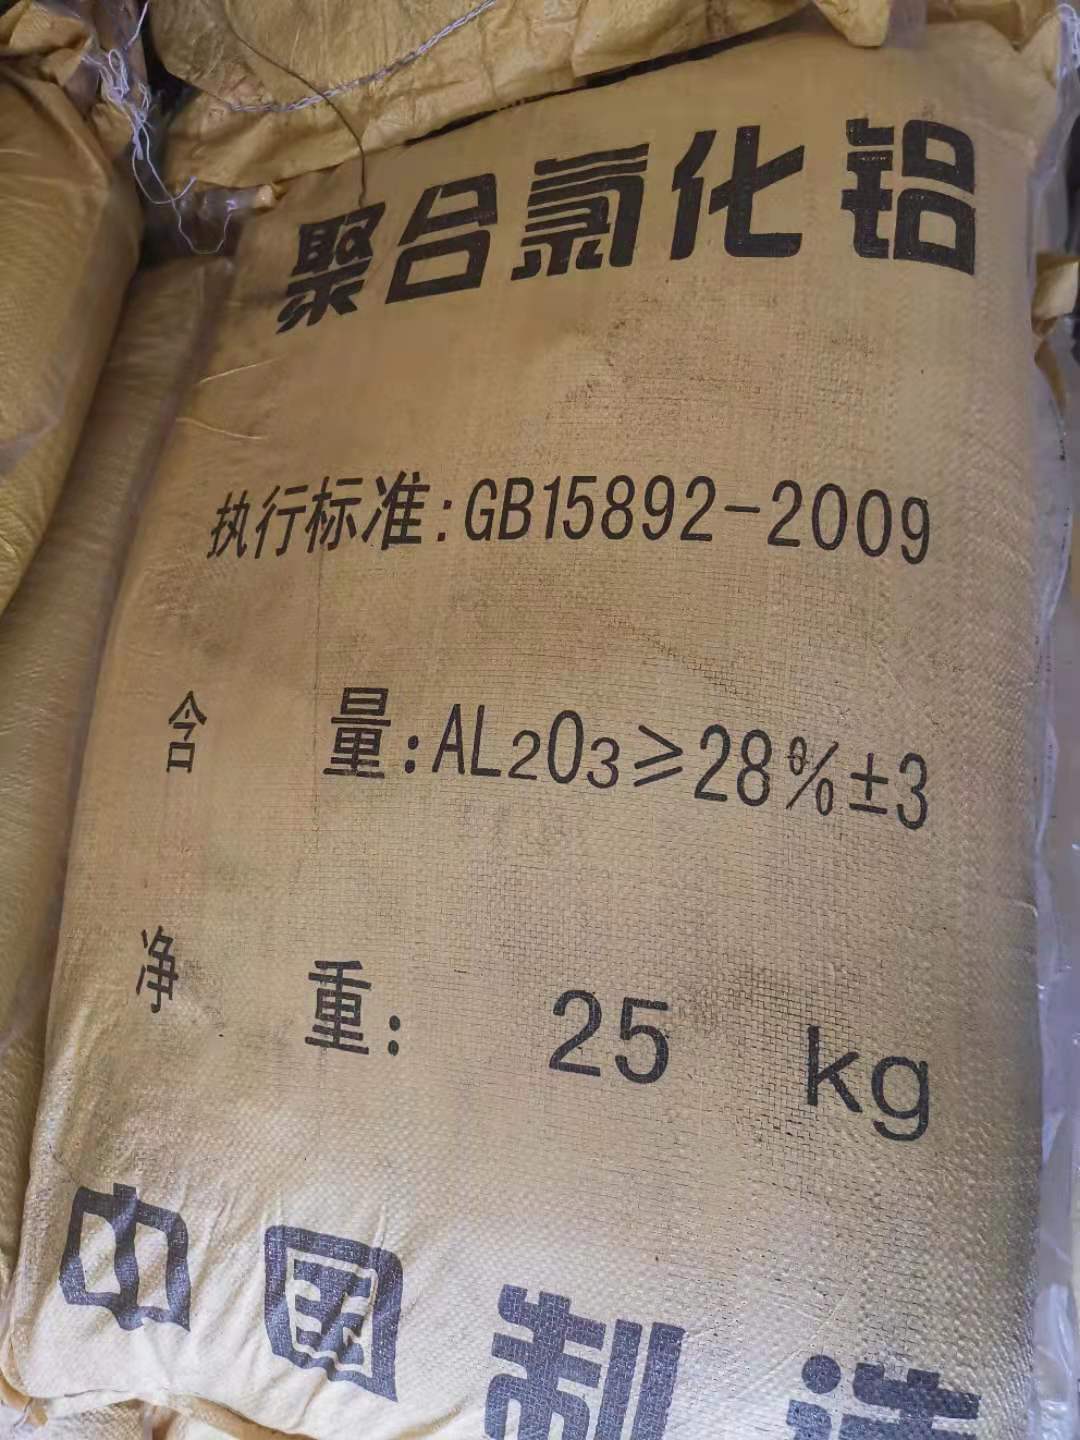 聚合氯化铝
执行标准:GB15892-2009
含 量:AL₂O₃≥28%±3
净 重: 25 kg
中国制造